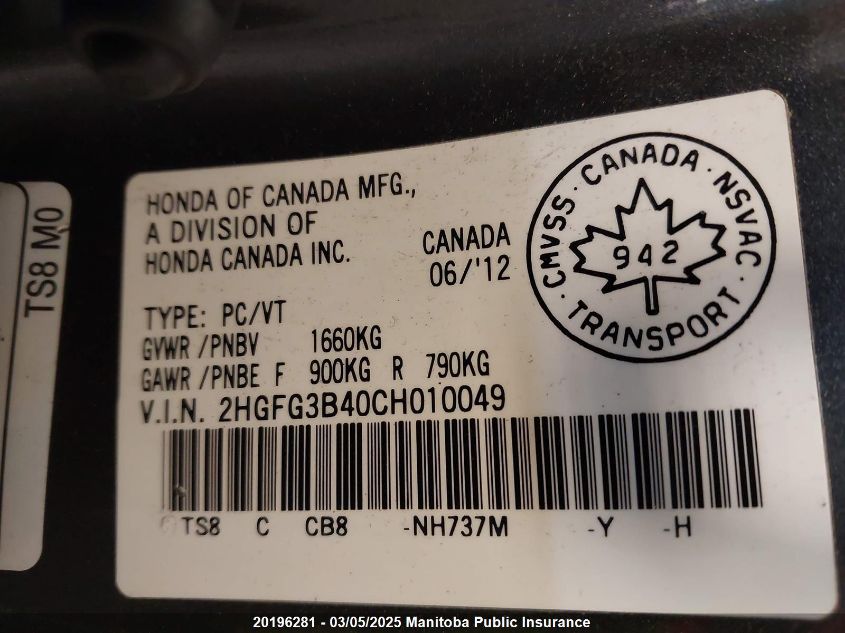 TS8 M0
HONDA OF CANADA MFG.,
A DIVISION OF
HONDA CANADA INC.
CANADA
06/'12
CMVSS · CANADA · NSVAC · TRANSPORT ·
942
TYPE: PC/VT
GVWR /PNBV 1660KG
GAWR /PNBE F 900KG R 790KG
V.I.N. 2HGFG3B40CH010049
TS8 C CB8 -NH737M -Y -H
20196281 - 03/05/2025 Manitoba Public Insurance